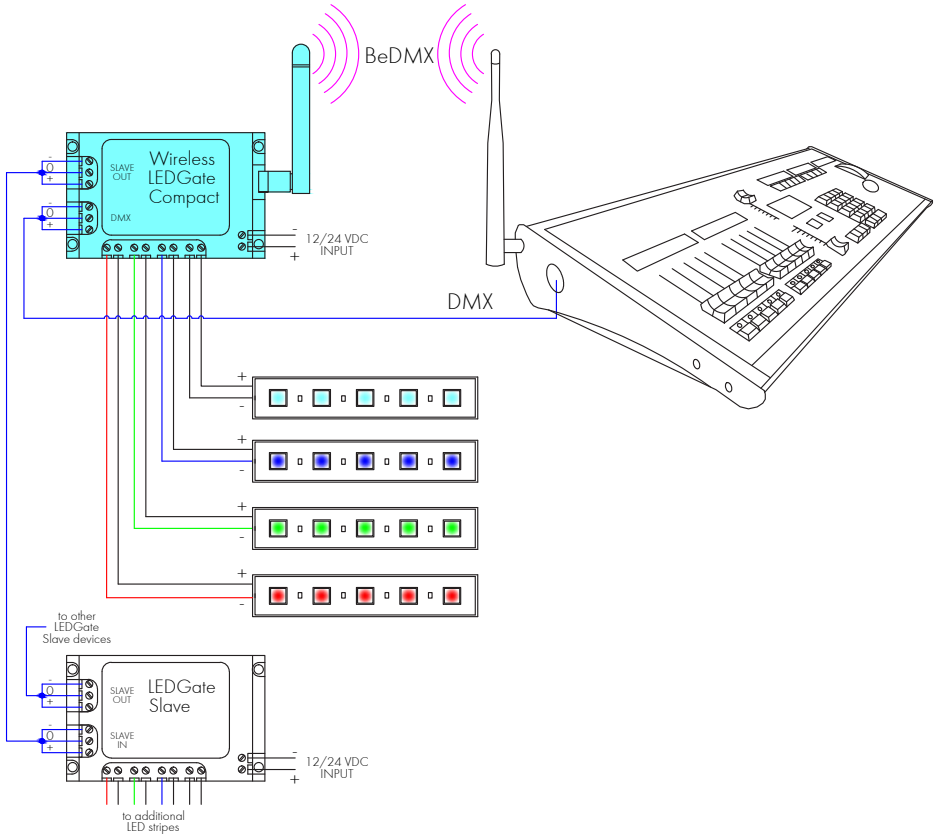 BeDMX
Wireless
LEDGate
Compact
SLAVE
OUT
DMX
-
0
+
-
0
+
-
12/24 VDC
INPUT
+
DMX
+
-
+
-
+
-
+
-
to other
LEDGate
Slave devices
LEDGate
Slave
SLAVE
OUT
SLAVE
IN
-
0
+
-
0
+
-
12/24 VDC
INPUT
+
to additional
LED stripes